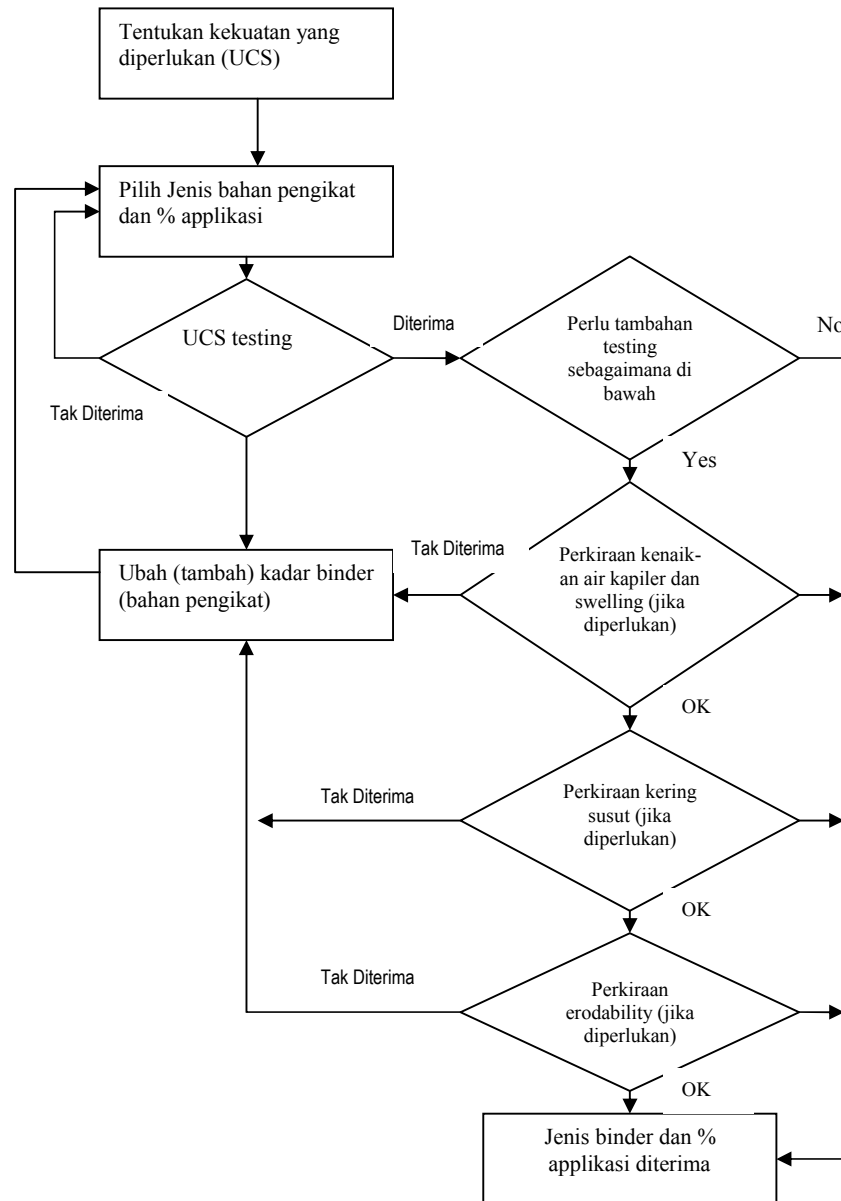 Tentukan kekuatan yang
diperlukan (UCS)
Pilih Jenis bahan pengikat
dan % applikasi
UCS testing
Diterima
Perlu tambahan
testing
sebagaimana di
bawah
No
Tak Diterima
Yes
Ubah (tambah) kadar binder
(bahan pengikat)
Tak Diterima
Perkiraan kenaik-
an air kapiler dan
swelling (jika
diperlukan)
OK
Tak Diterima
Perkiraan kering
susut (jika
diperlukan)
OK
Tak Diterima
Perkiraan
erodability (jika
diperlukan)
OK
Jenis binder dan %
applikasi diterima